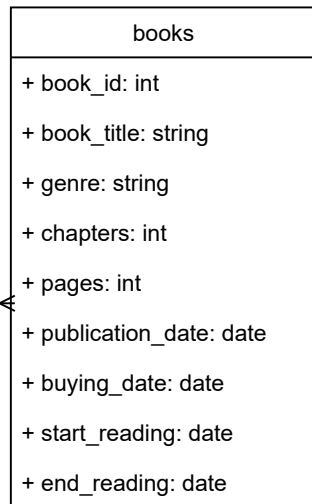 books
+ book_id: int
+ book_title: string
+ genre: string
+ chapters: int
+ pages: int
+ publication_date: date
+ buying_date: date
+ start_reading: date
+ end_reading: date